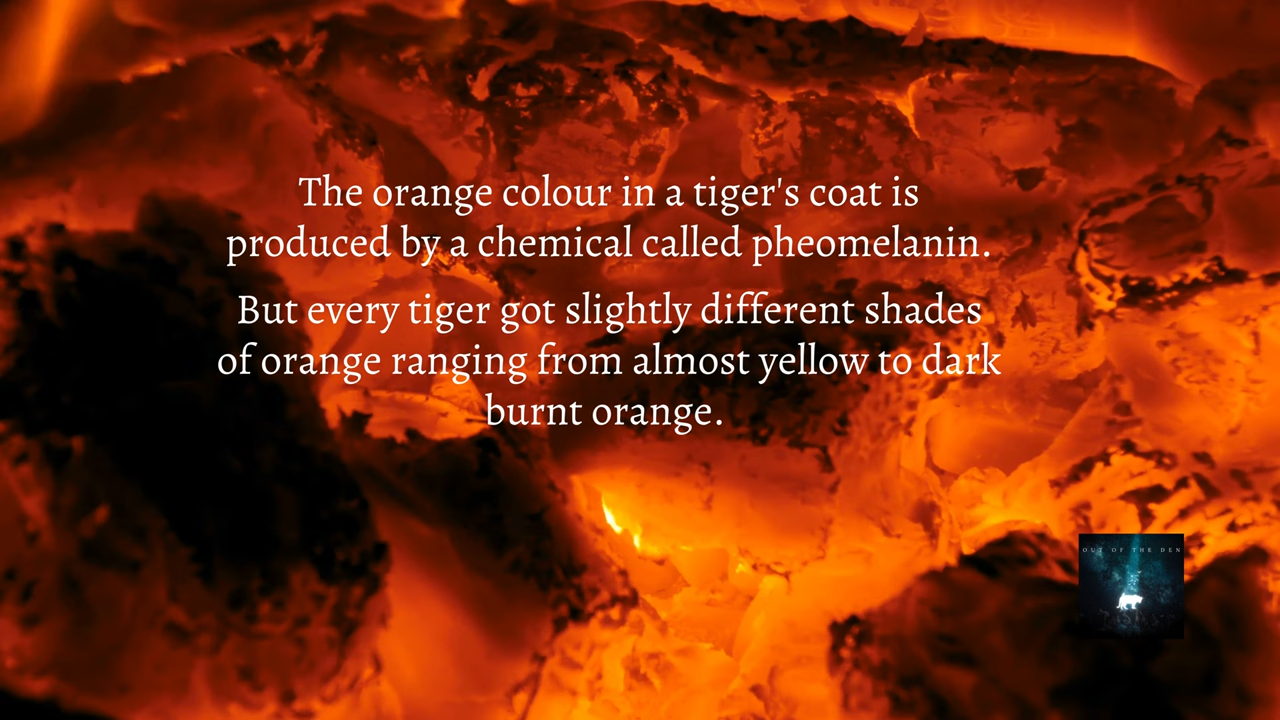 The orange colour in a tiger's coat is
produced by a chemical called pheomelanin.
But every tiger got slightly different shades
of orange ranging from almost yellow to dark
burnt orange.
OUT OF THE DEN